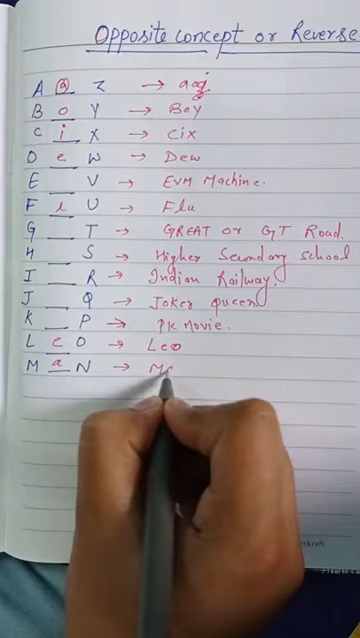 Opposite concept or Reverse
A a Z → aaj
B o Y → Boy
C i X → Cix
D e W → Dew
E _ V → EVM Machine.
F l U → Flu
G _ T → GREAT or GT Road.
H _ S → Higher Secondary school
I _ R → Indian Railway.
J _ Q → Joker Queen
K _ P → PK Movie.
L e O → Leo
M a N → M